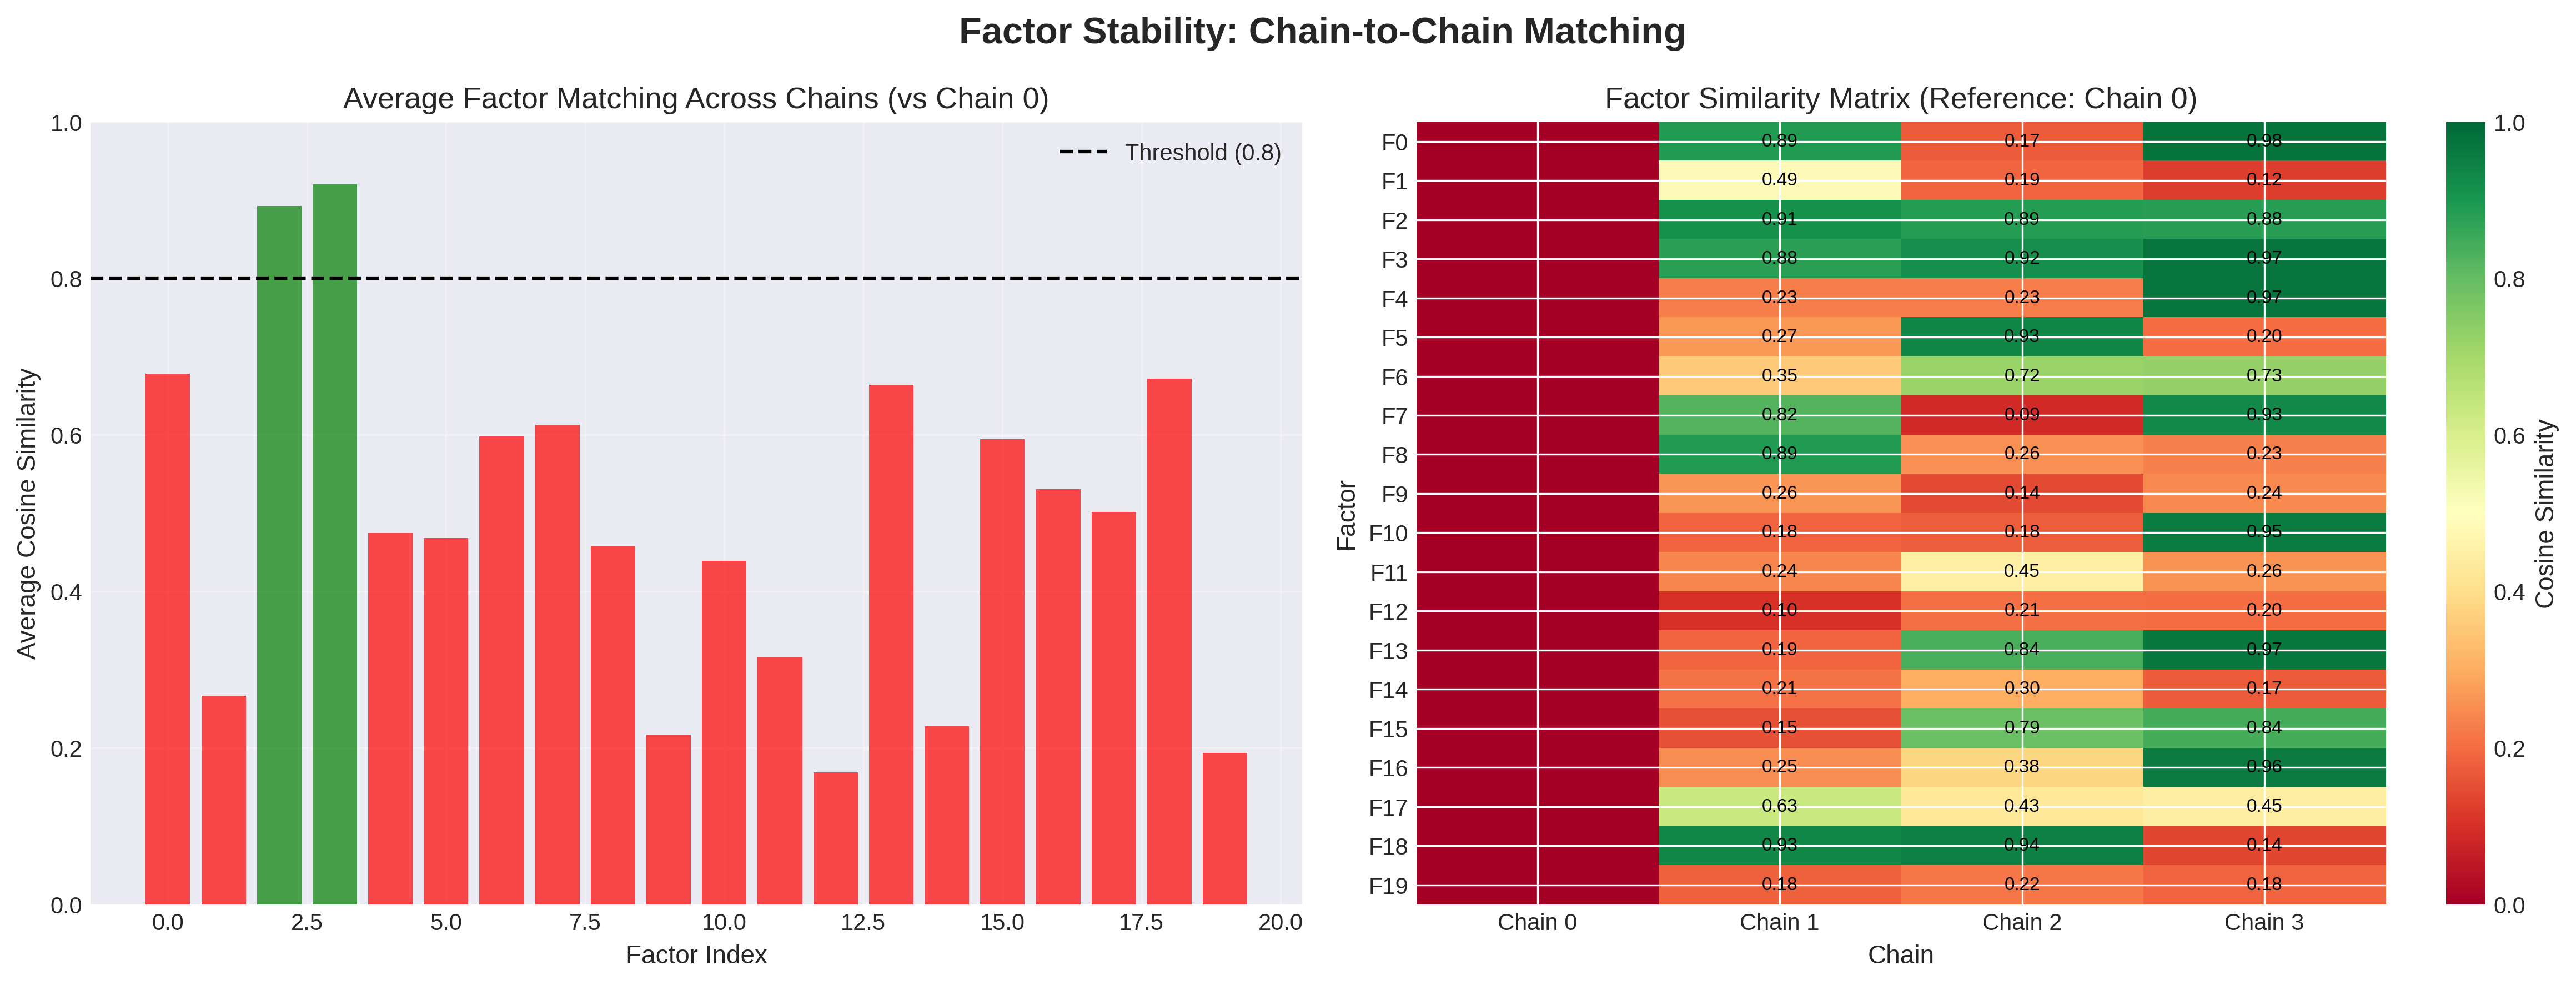 Factor Stability: Chain-to-Chain Matching
Average Factor Matching Across Chains (vs Chain 0)
Threshold (0.8)
1.0
0.8
0.6
0.4
0.2
0.0
Average Cosine Similarity
0.0 2.5 5.0 7.5 10.0 12.5 15.0 17.5 20.0
Factor Index
Factor Similarity Matrix (Reference: Chain 0)
Factor
F0 0.89 0.17 0.98
F1 0.49 0.19 0.12
F2 0.91 0.89 0.88
F3 0.88 0.92 0.97
F4 0.23 0.23 0.97
F5 0.27 0.93 0.20
F6 0.35 0.72 0.73
F7 0.82 0.09 0.93
F8 0.89 0.26 0.23
F9 0.26 0.14 0.24
F10 0.18 0.18 0.95
F11 0.24 0.45 0.26
F12 0.10 0.21 0.20
F13 0.19 0.84 0.97
F14 0.21 0.30 0.17
F15 0.15 0.79 0.84
F16 0.25 0.38 0.96
F17 0.63 0.43 0.45
F18 0.93 0.94 0.14
F19 0.18 0.22 0.18
Chain 0 Chain 1 Chain 2 Chain 3
Chain
1.0
0.8
0.6
0.4
0.2
0.0
Cosine Similarity